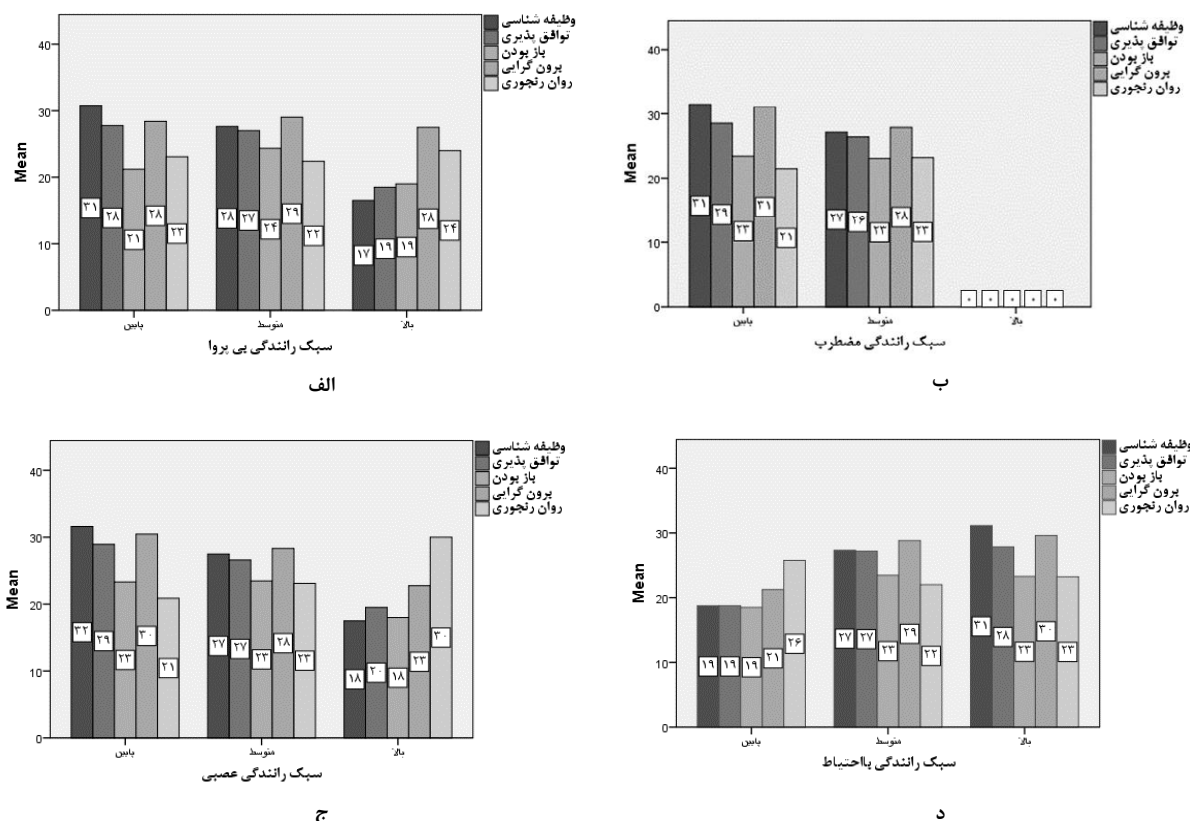 وظیفه شناسی
توافق پذیری
باز بودن
برون گرایی
روان رنجوری
Mean
40
30
20
10
0
۳۱ ۲۸ ۲۱ ۲۸ ۲۳
۲۸ ۲۷ ۲۴ ۲۹ ۲۲
۱۷ ۱۹ ۱۹ ۲۸ ۲۴
پایین متوسط بالا
سبک رانندگی بی پروا
الف
وظیفه شناسی
توافق پذیری
باز بودن
برون گرایی
روان رنجوری
Mean
40
30
20
10
0
۳۱ ۲۹ ۲۳ ۳۱ ۲۱
۲۷ ۲۶ ۲۳ ۲۸ ۲۳
۰ ۰ ۰ ۰ ۰
پایین متوسط بالا
سبک رانندگی مضطرب
ب
وظیفه شناسی
توافق پذیری
باز بودن
برون گرایی
روان رنجوری
Mean
40
30
20
10
0
۳۲ ۲۹ ۲۳ ۳۰ ۲۱
۲۷ ۲۷ ۲۳ ۲۸ ۲۳
۱۸ ۲۰ ۱۸ ۲۳ ۳۰
پایین متوسط بالا
سبک رانندگی عصبی
ج
وظیفه شناسی
توافق پذیری
باز بودن
برون گرایی
روان رنجوری
Mean
40
30
20
10
0
۱۹ ۱۹ ۱۹ ۲۱ ۲۶
۲۷ ۲۷ ۲۳ ۲۹ ۲۲
۳۱ ۲۸ ۲۳ ۳۰ ۲۳
پایین متوسط بالا
سبک رانندگی بااحتیاط
د